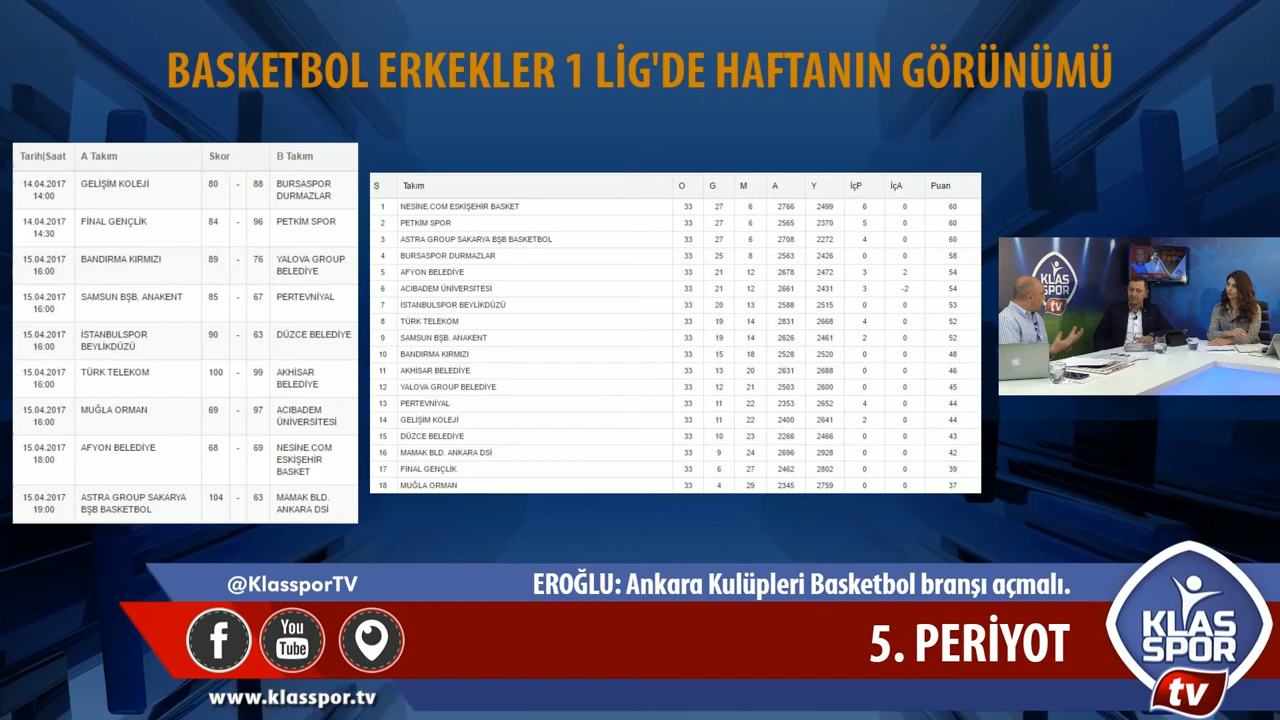 BASKETBOL ERKEKLER 1 LİG'DE HAFTANIN GÖRÜNÜMÜ
Tarih|Saat A Takım Skor B Takım
14.04.2017 14:00 GELİŞİM KOLEJİ 80 - 88 BURSASPOR DURMAZLAR
14.04.2017 14:30 FİNAL GENÇLİK 84 - 96 PETKİM SPOR
15.04.2017 16:00 BANDIRMA KIRMIZI 89 - 76 YALOVA GROUP BELEDİYE
15.04.2017 16:00 SAMSUN BŞB. ANAKENT 85 - 67 PERTEVNİYAL
15.04.2017 16:00 İSTANBULSPOR BEYLİKDÜZÜ 90 - 63 DÜZCE BELEDİYE
15.04.2017 16:00 TÜRK TELEKOM 100 - 99 AKHİSAR BELEDİYE
15.04.2017 16:00 MUĞLA ORMAN 69 - 97 ACIBADEM ÜNİVERSİTESİ
15.04.2017 18:00 AFYON BELEDİYE 68 - 69 NESİNE.COM ESKİŞEHİR BASKET
15.04.2017 19:00 ASTRA GROUP SAKARYA BŞB BASKETBOL 104 - 63 MAMAK BLD. ANKARA DSİ
S Takım O G M A Y İçP İçA Puan
1 NESİNE.COM ESKİŞEHİR BASKET 33 27 6 2766 2499 6 0 60
2 PETKİM SPOR 33 27 6 2565 2370 5 0 60
3 ASTRA GROUP SAKARYA BŞB BASKETBOL 33 27 6 2708 2272 4 0 60
4 BURSASPOR DURMAZLAR 33 25 8 2563 2426 0 0 58
5 AFYON BELEDİYE 33 21 12 2678 2472 3 2 54
6 ACIBADEM ÜNİVERSİTESİ 33 21 12 2661 2431 3 -2 54
7 İSTANBULSPOR BEYLİKDÜZÜ 33 20 13 2588 2515 0 0 53
8 TÜRK TELEKOM 33 19 14 2831 2668 4 0 52
9 SAMSUN BŞB. ANAKENT 33 19 14 2626 2461 2 0 52
10 BANDIRMA KIRMIZI 33 15 18 2528 2520 0 0 48
11 AKHİSAR BELEDİYE 33 13 20 2631 2688 0 0 46
12 YALOVA GROUP BELEDİYE 33 12 21 2503 2600 0 0 45
13 PERTEVNİYAL 33 11 22 2353 2652 4 0 44
14 GELİŞİM KOLEJİ 33 11 22 2400 2641 2 0 44
15 DÜZCE BELEDİYE 33 10 23 2266 2466 0 0 43
16 MAMAK BLD. ANKARA DSİ 33 9 24 2696 2928 0 0 42
17 FİNAL GENÇLİK 33 6 27 2462 2802 0 0 39
18 MUĞLA ORMAN 33 4 29 2345 2759 0 0 37
KLAS
SPOR
tv
@KlassporTV
EROĞLU: Ankara Kulüpleri Basketbol branşı açmalı.
f
You
Tube
5. PERİYOT
www.klasspor.tv
KLAS
SPOR
tv